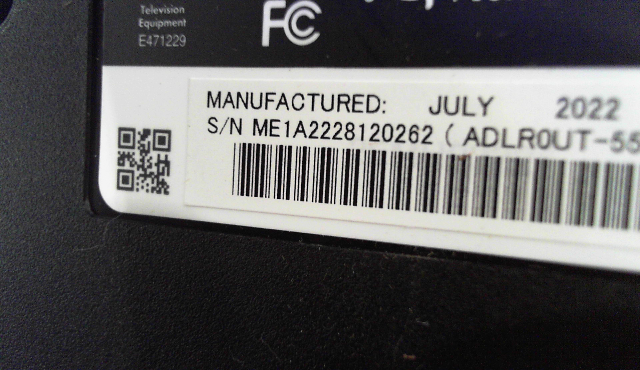 Television
Equipment
E471229
FC
MANUFACTURED: JULY 2022
S/N ME1A2228120262 ( ADLR0UT-55